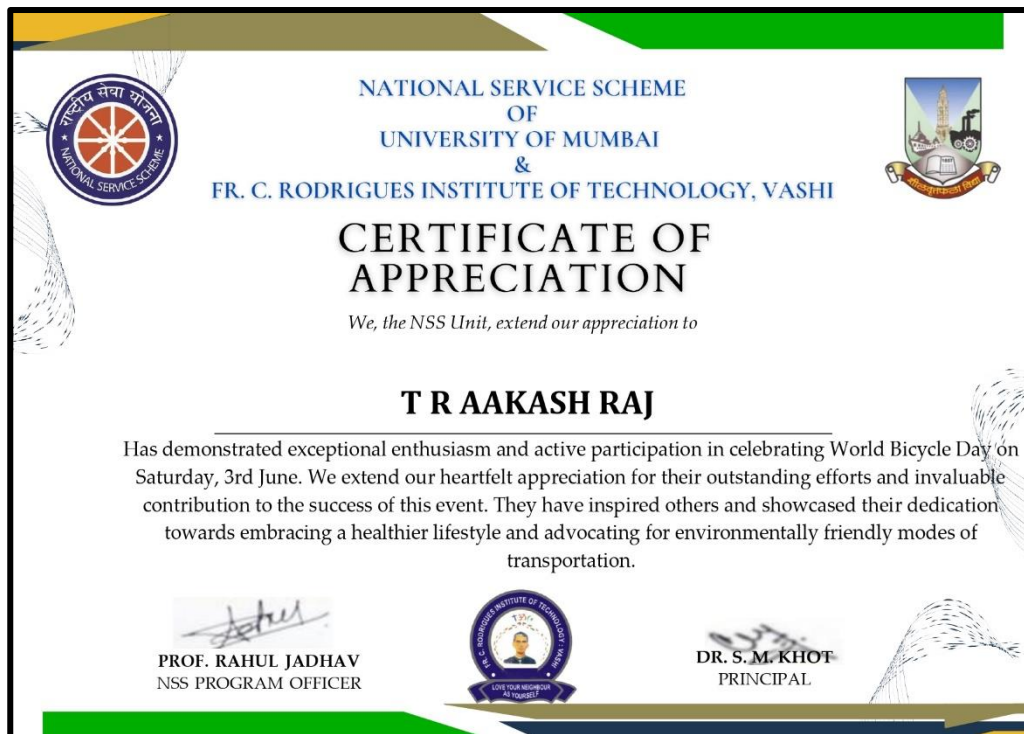 राष्ट्रीय सेवा योजना
NATIONAL SERVICE SCHEME
NATIONAL SERVICE SCHEME
OF
UNIVERSITY OF MUMBAI
&
FR. C. RODRIGUES INSTITUTE OF TECHNOLOGY, VASHI
CERTIFICATE OF
APPRECIATION
We, the NSS Unit, extend our appreciation to
T R AAKASH RAJ
Has demonstrated exceptional enthusiasm and active participation in celebrating World Bicycle Day on
Saturday, 3rd June. We extend our heartfelt appreciation for their outstanding efforts and invaluable
contribution to the success of this event. They have inspired others and showcased their dedication
towards embracing a healthier lifestyle and advocating for environmentally friendly modes of
transportation.
PROF. RAHUL JADHAV
NSS PROGRAM OFFICER
FR. C. RODRIGUES INSTITUTE OF TECHNOLOGY - VASHI
LOVE YOUR NEIGHBOUR
AS YOURSELF
DR. S. M. KHOT
PRINCIPAL